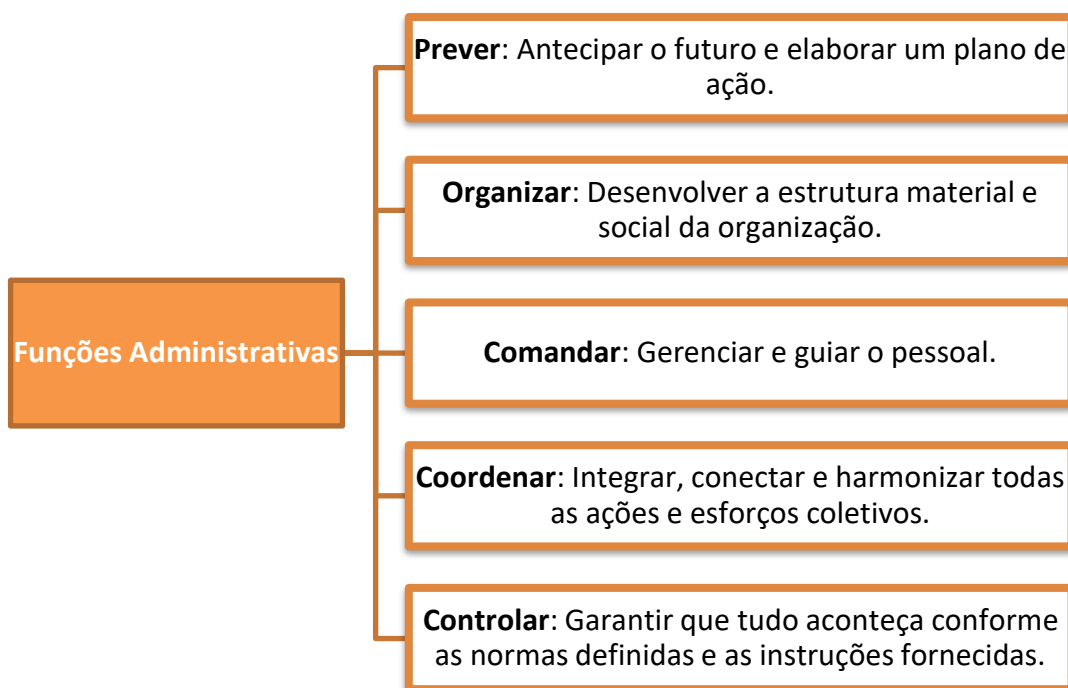 Prever: Antecipar o futuro e elaborar um plano de
ação.
Organizar: Desenvolver a estrutura material e
social da organização.
Funções Administrativas
Comandar: Gerenciar e guiar o pessoal.
Coordenar: Integrar, conectar e harmonizar todas
as ações e esforços coletivos.
Controlar: Garantir que tudo aconteça conforme
as normas definidas e as instruções fornecidas.